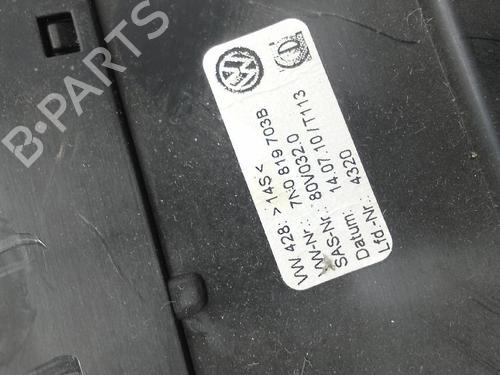 VW 428 >14S<
VW-Nr.: 7N0 819 703B
SAS-Nr.: 80V032.0
Datum: 14.07.10/T113
Lfd.-Nr.: 4320
B-PARTS